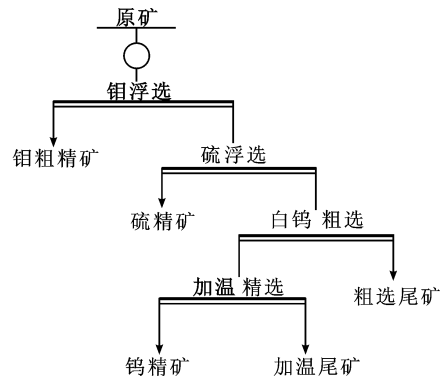 原矿
钼浮选
钼粗精矿
硫浮选
硫精矿
白钨 粗选
加温 精选
粗选尾矿
钨精矿
加温尾矿